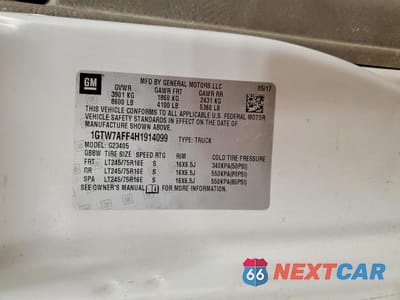 GM
MFD BY GENERAL MOTORS LLC
GVWR GAWR FRT GAWR RR 05/17
3901 KG 1860 KG 2431 KG
8600 LB 4100 LB 5360 LB
THIS VEHICLE CONFORMS TO ALL APPLICABLE U.S. FEDERAL MOTOR
VEHICLE SAFETY STANDARDS IN EFFECT ON THE DATE OF
MANUFACTURE SHOWN ABOVE.
1GTW7AFF4H1914099 TYPE: TRUCK
MODEL: G23405
GBBW TIRE SIZE SPEED RTG RIM COLD TIRE PRESSURE
FRT LT245/75R16E S 16X6.5J 340KPA(50PSI)
RR LT245/75R16E S 16X6.5J 550KPA(80PSI)
SPA LT245/75R16E S 16X6.5J 550KPA(80PSI)
SEE OWNER'S MANUAL FOR MORE INFORMATION.
66 NEXTCAR